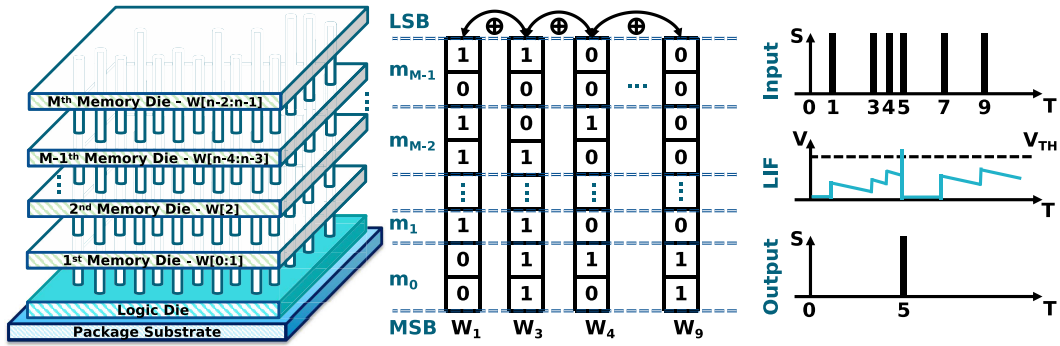 Mth Memory Die - W[n-2:n-1]
M-1th Memory Die - W[n-4:n-3]
2nd Memory Die - W[2]
1st Memory Die - W[0:1]
Logic Die
Package Substrate
LSB ⊕ ⊕ ⊕
mM-1 1 1 0 0
0 0 0 ... 0
mM-2 1 0 1 0
1 1 0 0
⋮ ⋮ ⋮ ⋮
m1 1 1 0 0
m0 0 1 1 1
0 1 0 1
MSB W1 W3 W4 W9
Input
S
0 1 3 4 5 7 9 T
LIF
V
VTH
T
Output
S
0 5 T